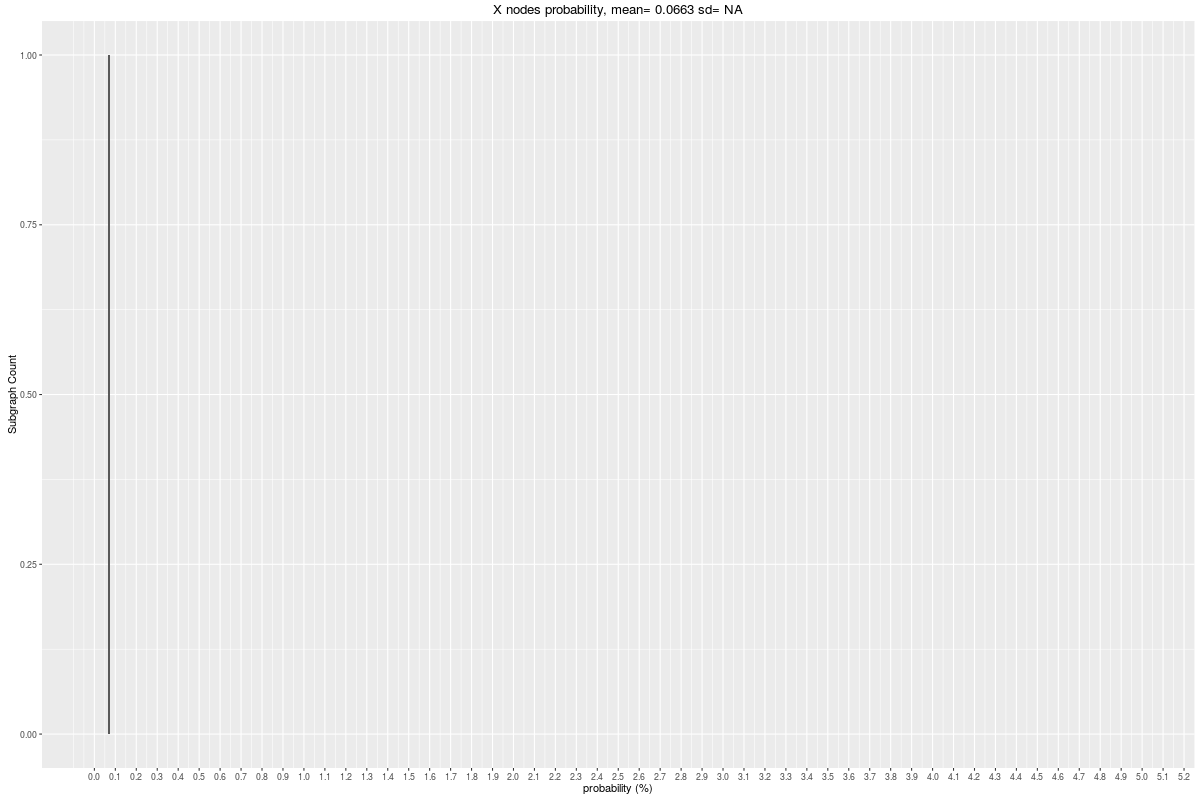 X nodes probability, mean= 0.0663 sd= NA
1.00
0.75
0.50
0.25
0.00
Subgraph Count
0.0 0.1 0.2 0.3 0.4 0.5 0.6 0.7 0.8 0.9 1.0 1.1 1.2 1.3 1.4 1.5 1.6 1.7 1.8 1.9 2.0 2.1 2.2 2.3 2.4 2.5 2.6 2.7 2.8 2.9 3.0 3.1 3.2 3.3 3.4 3.5 3.6 3.7 3.8 3.9 4.0 4.1 4.2 4.3 4.4 4.5 4.6 4.7 4.8 4.9 5.0 5.1 5.2
probability (%)